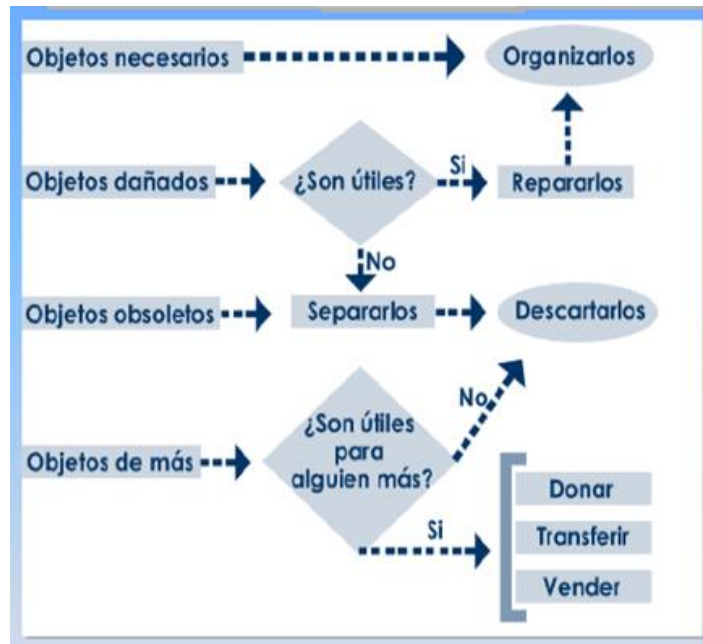 Objetos necesarios
Organizarlos
Objetos dañados
¿Son útiles?
Si
Repararlos
No
Objetos obsoletos
Separarlos
Descartarlos
Objetos de más
¿Son útiles
para
alguien más?
No
Si
Donar
Transferir
Vender